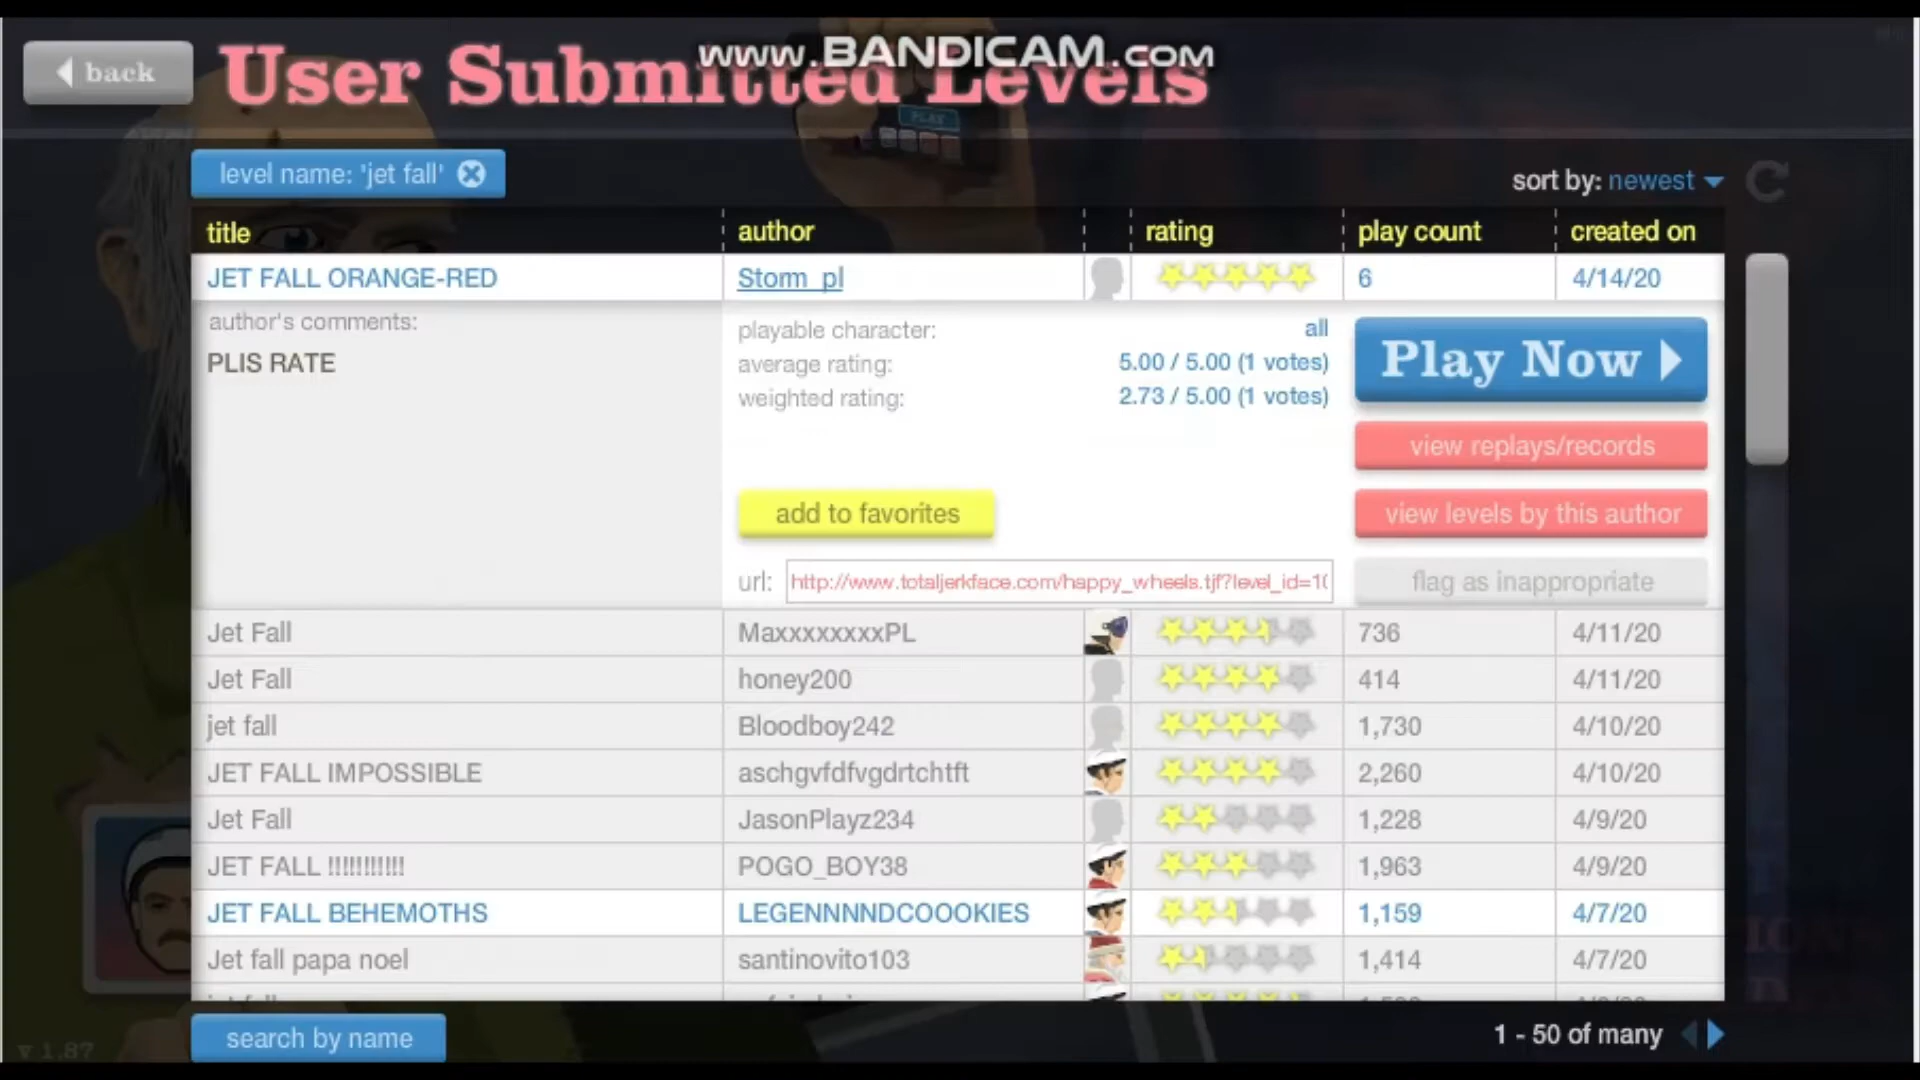 www.BANDICAM.com
back
User Submitted Levels
PLAY
level name: 'jet fall'
sort by: newest
title author rating play count created on
JET FALL ORANGE-RED Storm_pl 6 4/14/20
author's comments:
PLIS RATE
playable character: all
average rating: 5.00 / 5.00 (1 votes)
weighted rating: 2.73 / 5.00 (1 votes)
Play Now
view replays/records
add to favorites
view levels by this author
url: http://www.totaljerkface.com/happy_wheels.tjf?level_id=1
flag as inappropriate
Jet Fall MaxxxxxxxxPL 736 4/11/20
Jet Fall honey200 414 4/11/20
jet fall Bloodboy242 1,730 4/10/20
JET FALL IMPOSSIBLE aschgvfdfvgdrtchtft 2,260 4/10/20
Jet Fall JasonPlayz234 1,228 4/9/20
JET FALL !!!!!!!!!!! POGO_BOY38 1,963 4/9/20
JET FALL BEHEMOTHS LEGENNNNDCOOOKIES 1,159 4/7/20
Jet fall papa noel santinovito103 1,414 4/7/20
search by name
1 - 50 of many
v 1.87